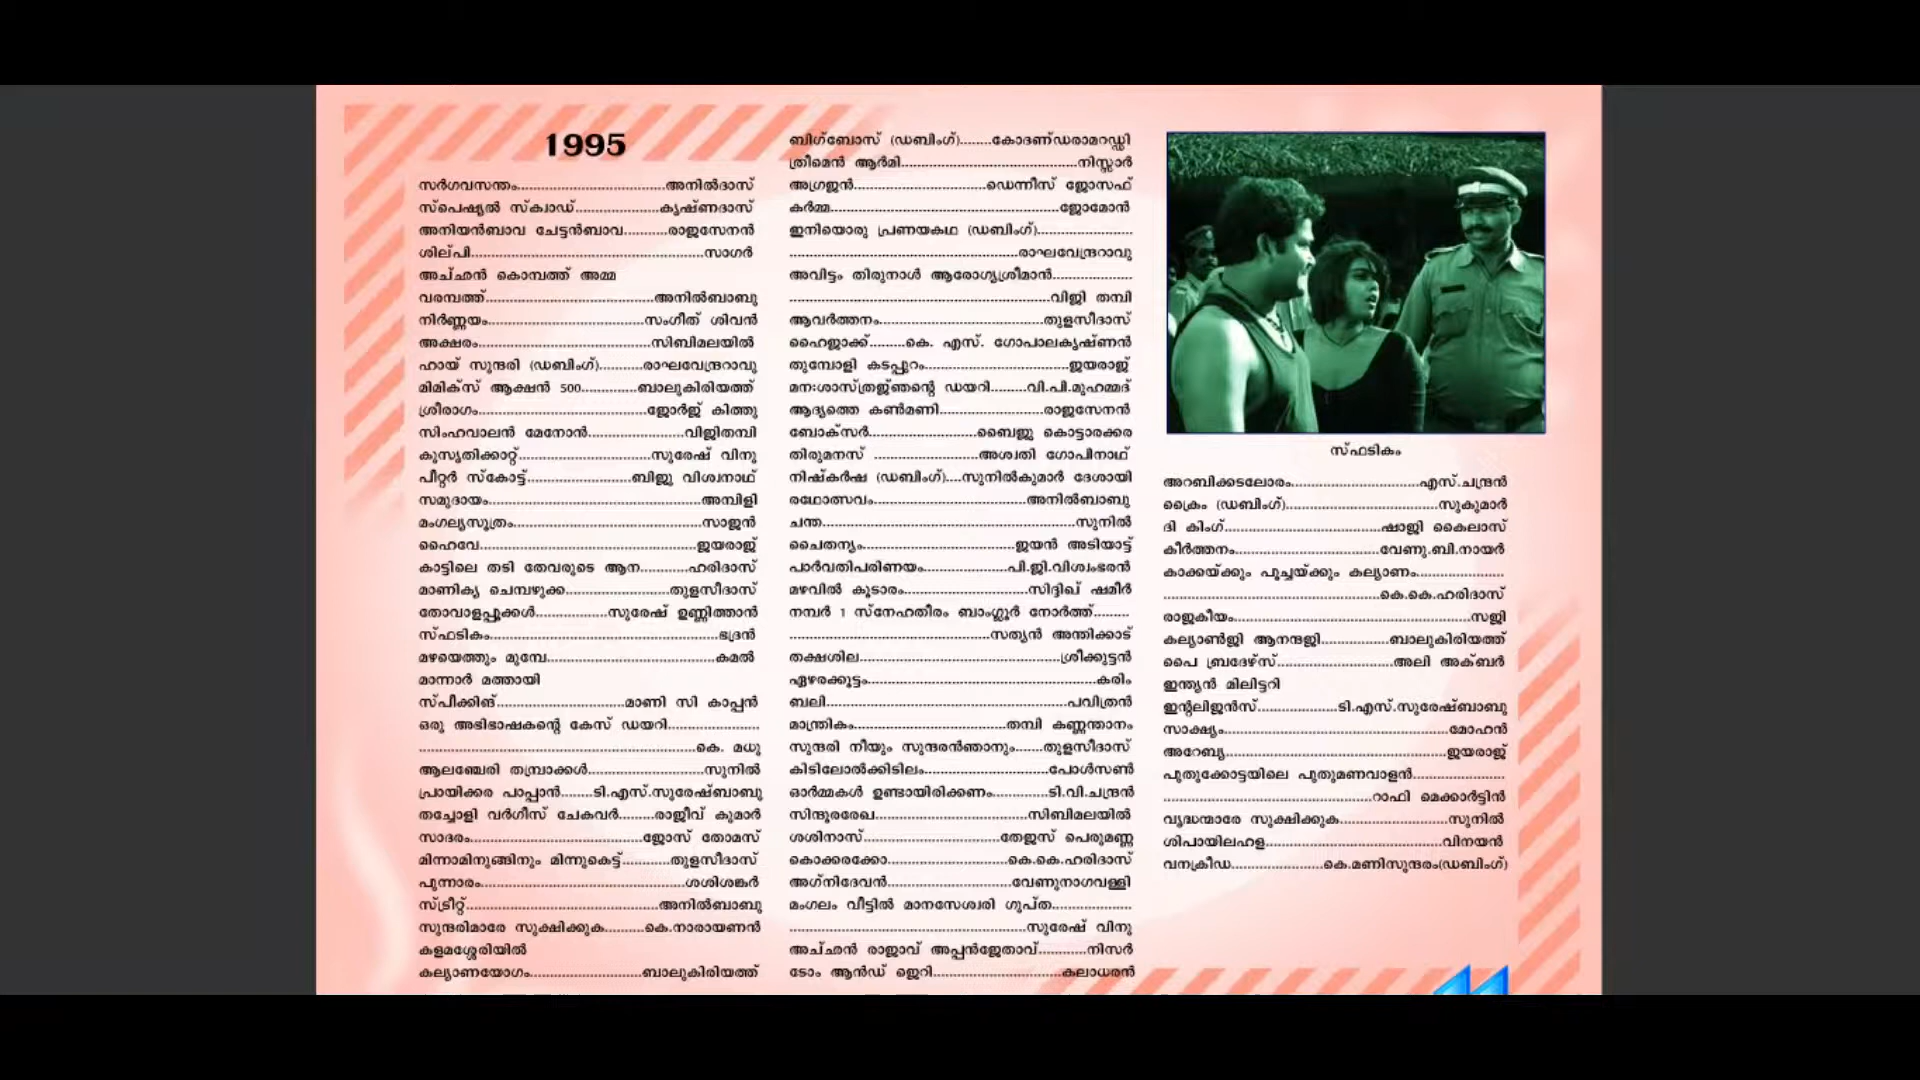 1995
സർഗവസന്തം..........................................അനിൽദാസ്
സ്പെഷ്യൽ സ്ക്വാഡ്.......................കൃഷ്ണദാസ്
അനിയൻബാവ ചേട്ടൻബാവ............രാജസേനൻ
ശില്പി..................................................................സാഗർ
അച്ഛൻ കൊമ്പത്ത് അമ്മ
വരമ്പത്ത്................................................അനിൽബാബു
നിർണ്ണയം.............................................സംഗീത് ശിവൻ
അക്ഷരം................................................സിബിമലയിൽ
ഹായ് സുന്ദരി (ഡബിംഗ്)............രാഘവേന്ദ്രറാവു
മിമിക്സ് ആക്ഷൻ 500................ബാലുകിരിയത്ത്
ശ്രീരാഗം................................................ജോർജ് കിത്തു
സിംഹവാലൻ മേനോൻ...........................വിജിതമ്പി
കുസൃതിക്കാറ്റ്......................................സുരേഷ് വിനു
പീറ്റർ സ്കോട്ട്..............................ബിജു വിശ്വനാഥ്
സമുദായം.............................................................അമ്പിളി
മംഗല്യസൂത്രം......................................................സാജൻ
ഹൈവേ..............................................................ജയരാജ്
കാട്ടിലെ തടി തേവരുടെ ആന.............ഹരിദാസ്
മാണിക്യ ചെമ്പഴുക്ക.............................തുളസീദാസ്
തോവാളപ്പൂക്കൾ....................സുരേഷ് ഉണ്ണിത്താൻ
സ്ഫടികം.................................................................ഭദ്രൻ
മഴയെത്തും മുമ്പേ................................................കമൽ
മാന്നാർ മത്തായി
സ്പീക്കിങ്....................................മാണി സി കാപ്പൻ
ഒരു അഭിഭാഷകന്റെ കേസ് ഡയറി..........................
...............................................................................കെ. മധു
ആലഞ്ചേരി തമ്പ്രാക്കൾ.................................സുനിൽ
പ്രായിക്കര പാപ്പാൻ.........ടി.എസ്.സുരേഷ്ബാബു
തച്ചോളി വർഗീസ് ചേകവർ..........രാജീവ് കുമാർ
സാദരം.................................................ജോസ് തോമസ്
മിന്നാമിനുങ്ങിനും മിന്നുകെട്ട്..............തുളസീദാസ്
പുന്നാരം..........................................................ശശിശങ്കർ
സ്ട്രീറ്റ്.......................................................അനിൽബാബു
സുന്ദരിമാരേ സൂക്ഷിക്കുക...........കെ.നാരായണൻ
കളമശ്ശേരിയിൽ
കല്യാണയോഗം................................ബാലുകിരിയത്ത്
ബിഗ്ബോസ് (ഡബിംഗ്)........കോദണ്ഡരാമറഡ്ഡി
ത്രീമെൻ ആർമി..................................................നിസ്സാർ
അഗ്രജൻ......................................ഡെന്നീസ് ജോസഫ്
കർമ്മ..................................................................ജോമോൻ
ഇനിയൊരു പ്രണയകഥ (ഡബിംഗ്)...........................
.................................................................രാഘവേന്ദ്രറാവു
അവിട്ടം തിരുനാൾ ആരോഗ്യശ്രീമാൻ.......................
..........................................................................വിജി തമ്പി
ആവർത്തനം...............................................തുളസീദാസ്
ഹൈജാക്ക്..........കെ. എസ്. ഗോപാലകൃഷ്ണൻ
തുമ്പോളി കടപ്പുറം.........................................ജയരാജ്
മനഃശാസ്ത്രജ്ഞന്റെ ഡയറി..........വി.പി.മുഹമ്മദ്
ആദ്യത്തെ കൺമണി..............................രാജസേനൻ
ബോക്സർ...............................ബൈജു കൊട്ടാരക്കര
തിരുമനസ് ..............................അശ്വതി ഗോപിനാഥ്
നിഷ്കർഷ (ഡബിംഗ്)....സുനിൽകുമാർ ദേശായി
രഥോത്സവം............................................അനിൽബാബു
ചന്ത........................................................................സുനിൽ
ചൈതന്യം...........................................ജയൻ അടിയാട്ട്
പാർവതിപരിണയം........................പി.ജി.വിശ്വംഭരൻ
മഴവിൽ കൂടാരം...................................സിദ്ദിഖ് ഷമീർ
നമ്പർ 1 സ്നേഹതീരം ബാംഗ്ലൂർ നോർത്ത്..........
.........................................................സത്യൻ അന്തിക്കാട്
തക്ഷശില.........................................................ശ്രീക്കുട്ടൻ
ഏഴരക്കൂട്ടം...........................................................കരിം
ബലി....................................................................പവിത്രൻ
മാന്ത്രികം...........................................തമ്പി കണ്ണന്താനം
സുന്ദരി നീയും സുന്ദരൻഞാനും........തുളസീദാസ്
കിടിലോൽക്കിടിലം...................................പോൾസൺ
ഓർമ്മകൾ ഉണ്ടായിരിക്കണം...............ടി.വി.ചന്ദ്രൻ
സിന്ദൂരരേഖ...........................................സിബിമലയിൽ
ശശിനാസ്.......................................തേജസ് പെരുമണ്ണ
കൊക്കരക്കോ..................................കെ.കെ.ഹരിദാസ്
അഗ്നിദേവൻ...................................വേണുനാഗവള്ളി
മംഗലം വീട്ടിൽ മാനസേശ്വരി ഗുപ്ത.......................
....................................................................സുരേഷ് വിനു
അച്ഛൻ രാജാവ് അപ്പൻജേതാവ്..............നിസർ
ടോം ആൻഡ് ജെറി....................................കലാധരൻ
സ്ഫടികം
അറബിക്കടലോരം....................................എസ്.ചന്ദ്രൻ
ക്രൈം (ഡബിംഗ്)...........................................സുകുമാർ
ദി കിംഗ്............................................ഷാജി കൈലാസ്
കീർത്തനം.........................................വേണു.ബി.നായർ
കാക്കയ്ക്കും പൂച്ചയ്ക്കും കല്യാണം.........................
..............................................................കെ.കെ.ഹരിദാസ്
രാജകീയം...............................................................സജി
കല്യാൺജി ആനന്ദജി....................ബാലുകിരിയത്ത്
പൈ ബ്രദേഴ്സ്.................................അലി അക്ബർ
ഇന്ത്യൻ മിലിട്ടറി
ഇന്റലിജൻസ്.......................ടി.എസ്.സുരേഷ്ബാബു
സാക്ഷ്യം...............................................................മോഹൻ
അറേബ്യ...............................................................ജയരാജ്
പുതുക്കോട്ടയിലെ പുതുമണവാളൻ..........................
...........................................................റാഫി മെക്കാർട്ടിൻ
വൃദ്ധന്മാരേ സൂക്ഷിക്കുക...............................സുനിൽ
ശിപായിലഹള..................................................വിനയൻ
വനക്രീഡ..........................കെ.മണിസുന്ദരം(ഡബിംഗ്)